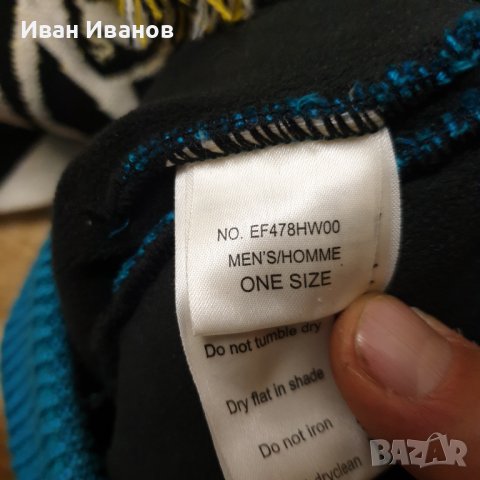 Иван Иванов
NO. EF478HW00
MEN'S/HOMME
ONE SIZE
Do not tumble dry
Dry flat in shade
Do not iron
dryclean
BAZAR